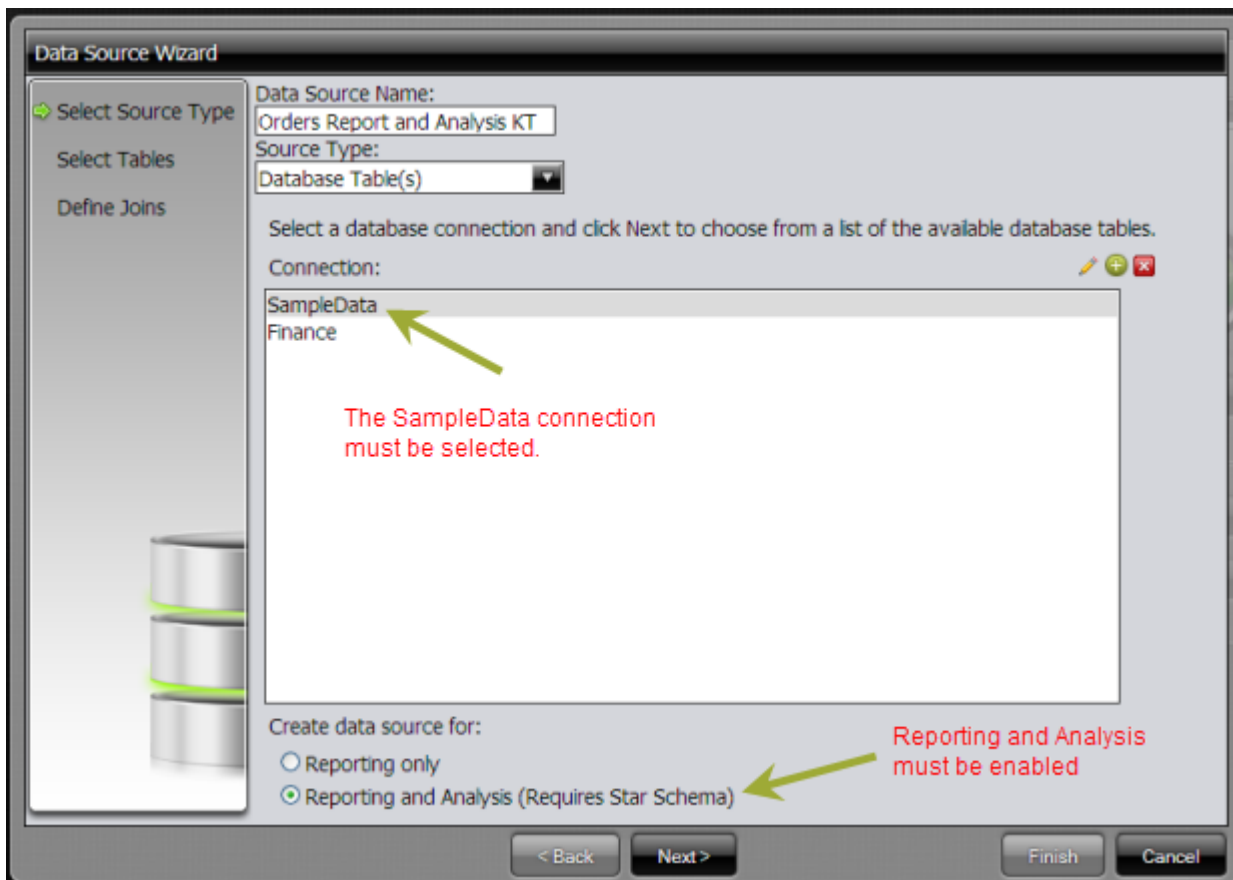 Data Source Wizard
Select Source Type
Select Tables
Define Joins
Data Source Name:
Orders Report and Analysis KT
Source Type:
Database Table(s)
Select a database connection and click Next to choose from a list of the available database tables.
Connection:
SampleData
Finance
The SampleData connection
must be selected.
Create data source for:
Reporting only
Reporting and Analysis (Requires Star Schema)
Reporting and Analysis
must be enabled
< Back
Next >
Finish
Cancel